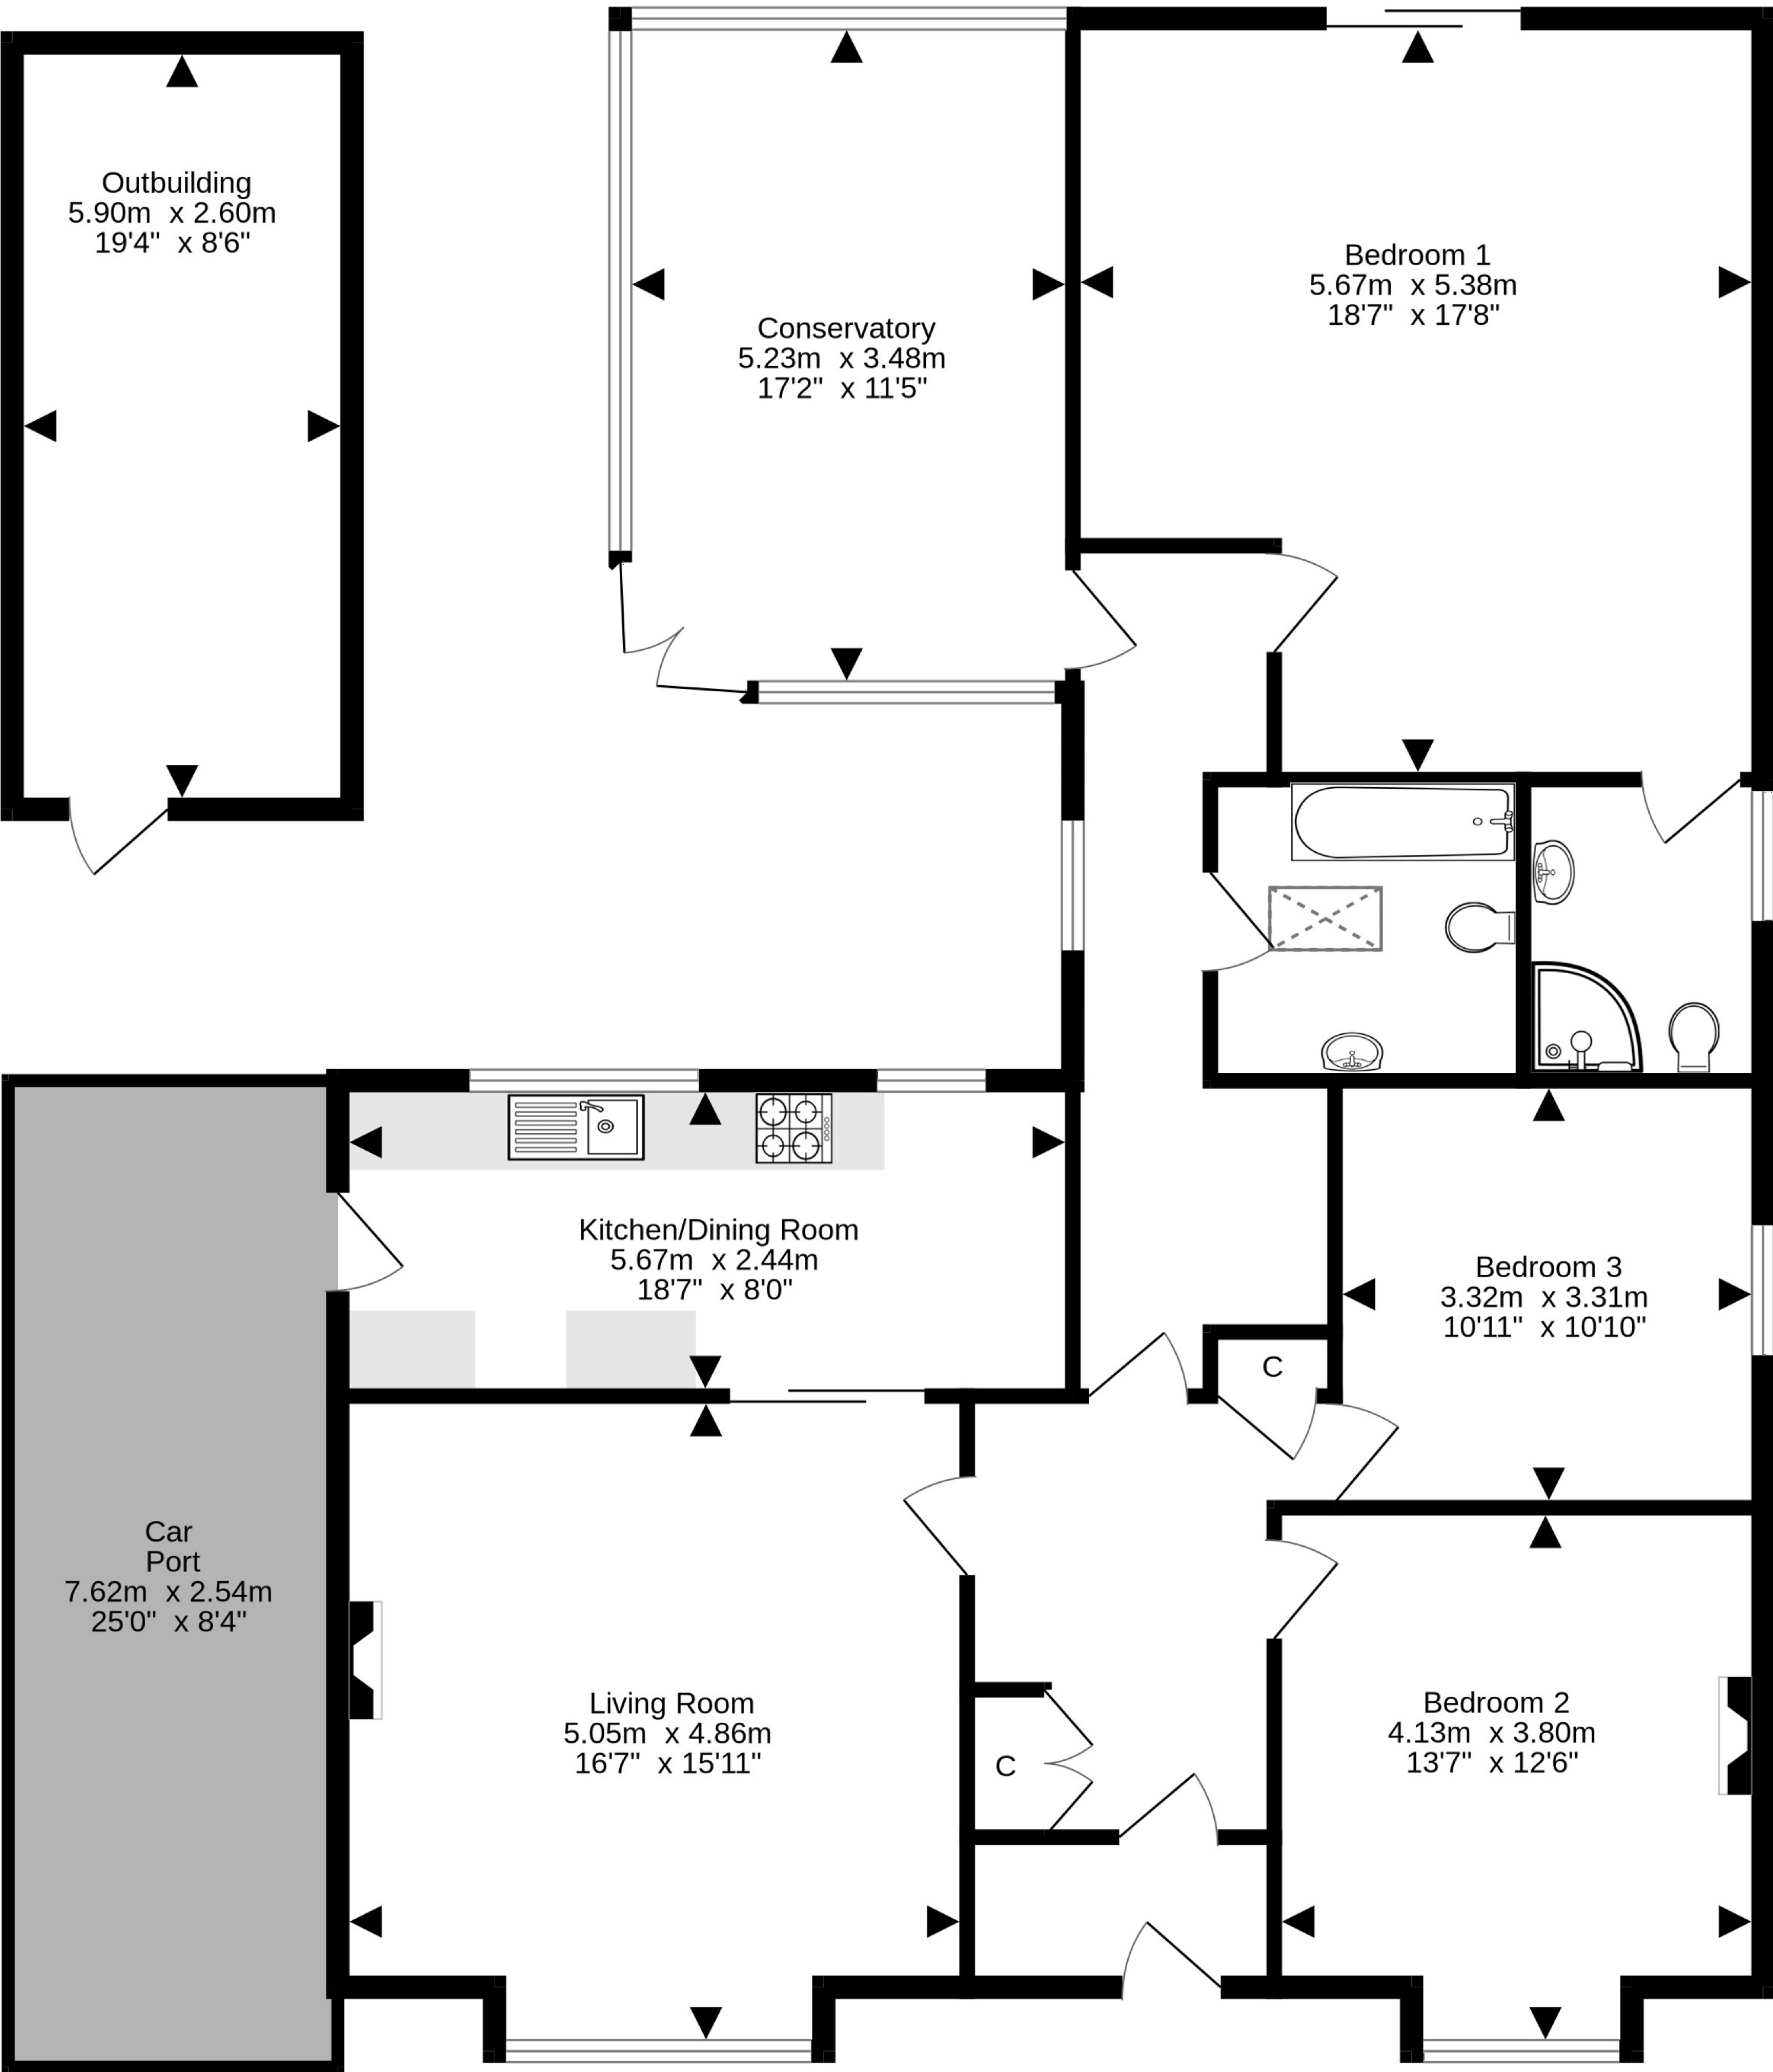 Outbuilding
5.90m x 2.60m
19'4" x 8'6"
Conservatory
5.23m x 3.48m
17'2" x 11'5"
Bedroom 1
5.67m x 5.38m
18'7" x 17'8"
Kitchen/Dining Room
5.67m x 2.44m
18'7" x 8'0"
Bedroom 3
3.32m x 3.31m
10'11" x 10'10"
C
Car
Port
7.62m x 2.54m
25'0" x 8'4"
Living Room
5.05m x 4.86m
16'7" x 15'11"
C
Bedroom 2
4.13m x 3.80m
13'7" x 12'6"